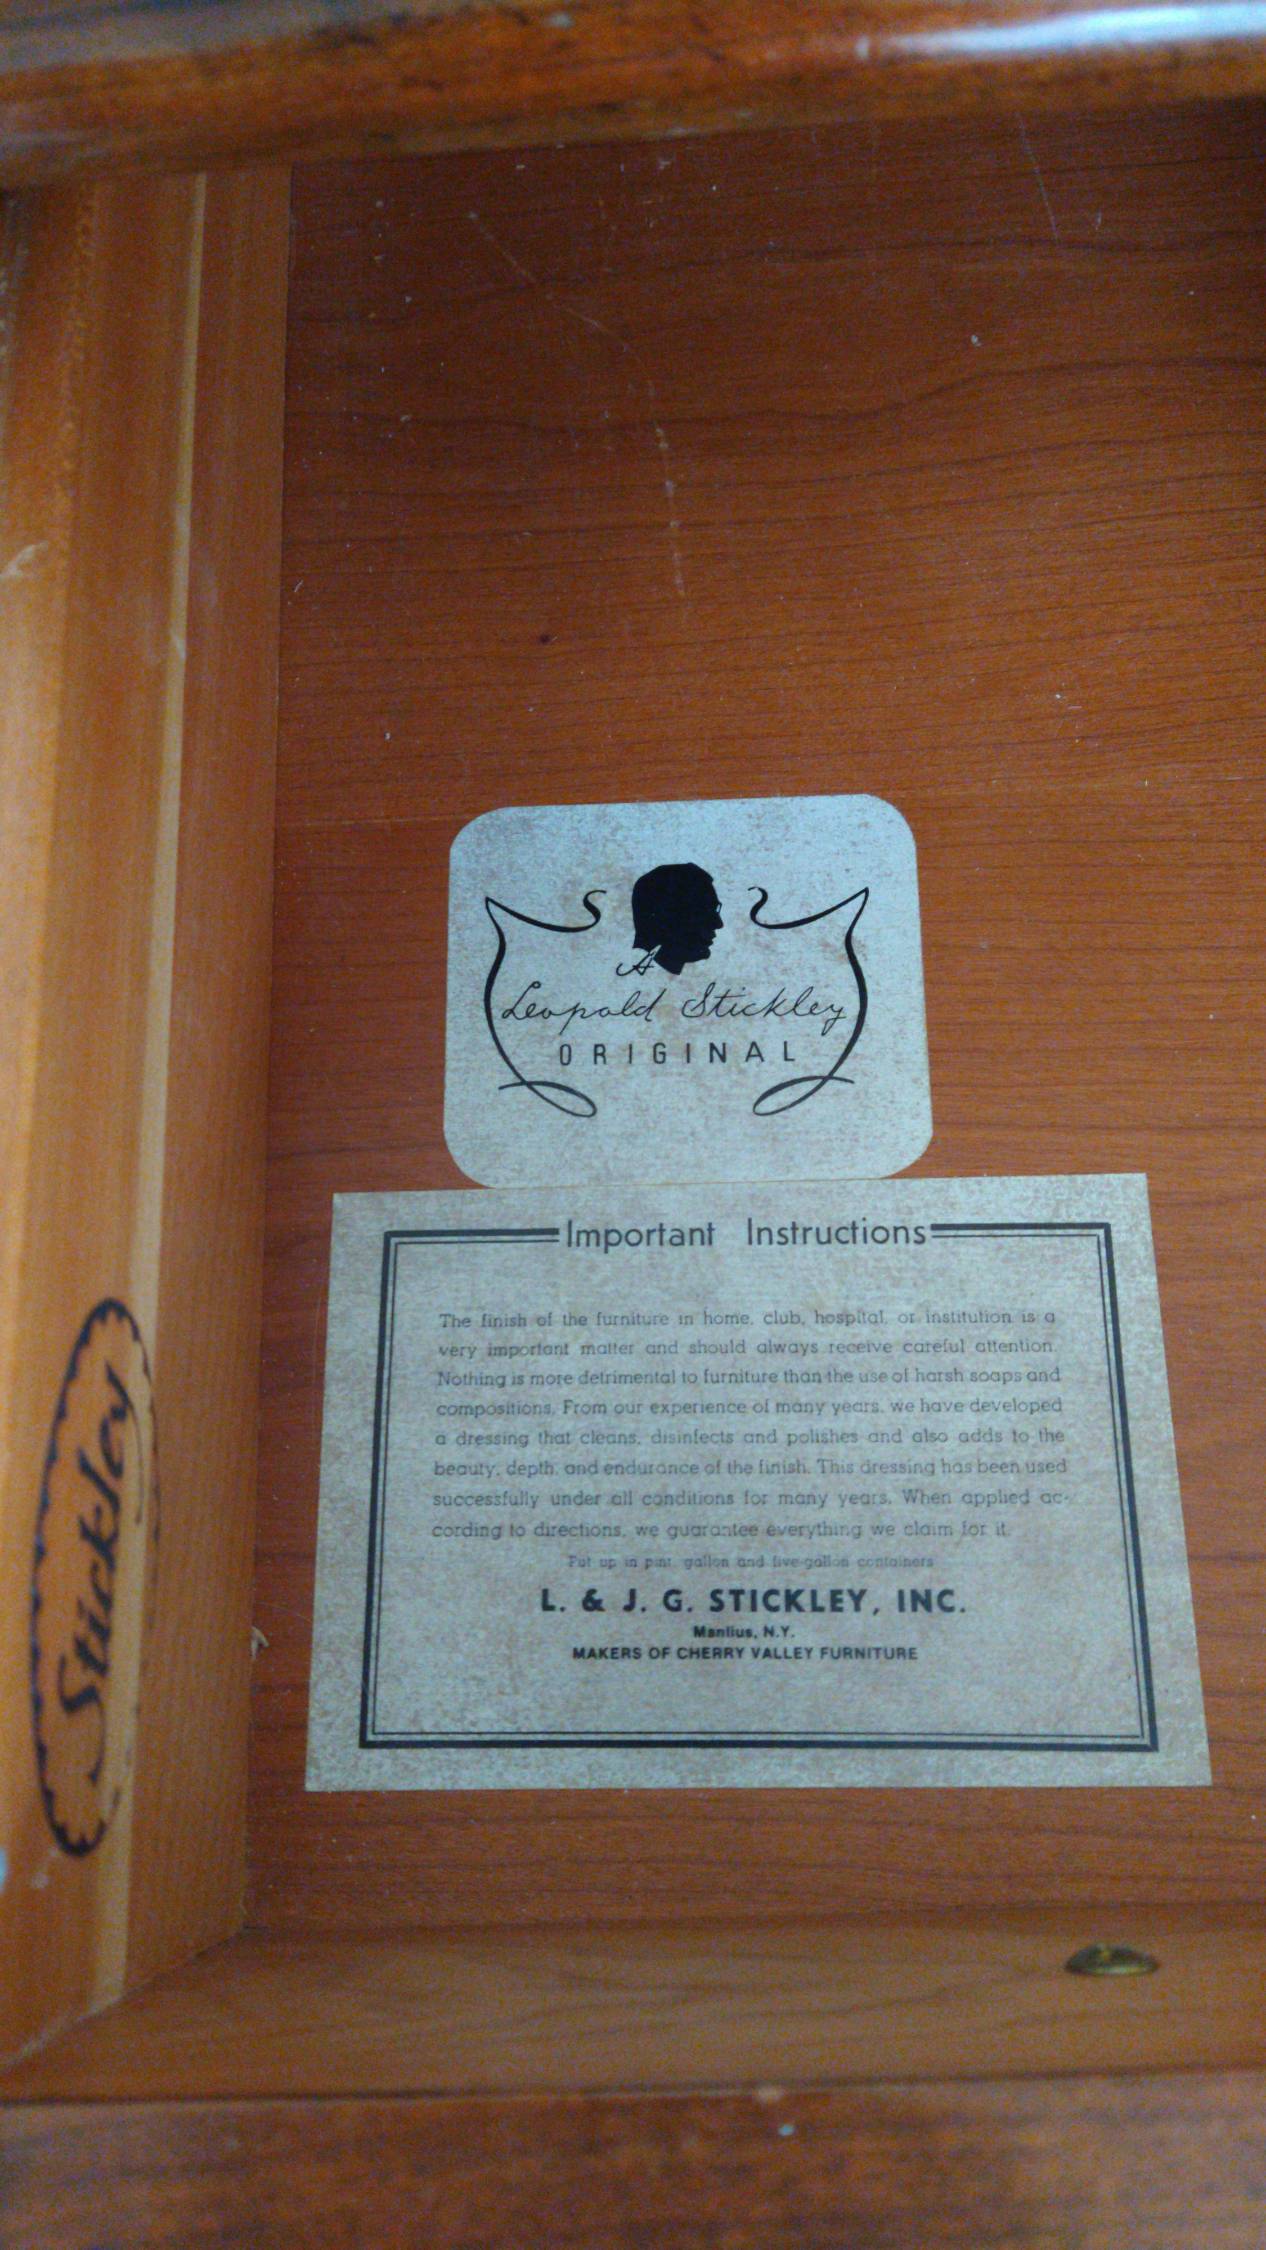 A
Leopold Stickley
ORIGINAL
Important Instructions
The finish of the furniture in home, club, hospital, or institution is a
very important matter and should always receive careful attention.
Nothing is more detrimental to furniture than the use of harsh soaps and
compositions. From our experience of many years, we have developed
a dressing that cleans, disinfects and polishes and also adds to the
beauty, depth, and endurance of the finish. This dressing has been used
successfully under all conditions for many years. When applied ac-
cording to directions, we guarantee everything we claim for it.
Put up in pint, gallon and five-gallon containers
L. & J. G. STICKLEY, INC.
Manlius, N.Y.
MAKERS OF CHERRY VALLEY FURNITURE
Stickley